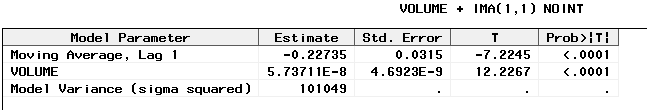 VOLUME + IMA(1,1) NOINT
Model Parameter Estimate Std. Error T Prob>|T|
Moving Average, Lag 1 -0.22735 0.0315 -7.2245 <.0001
VOLUME 5.73711E-8 4.6923E-9 12.2267 <.0001
Model Variance (sigma squared) 101049 . . .